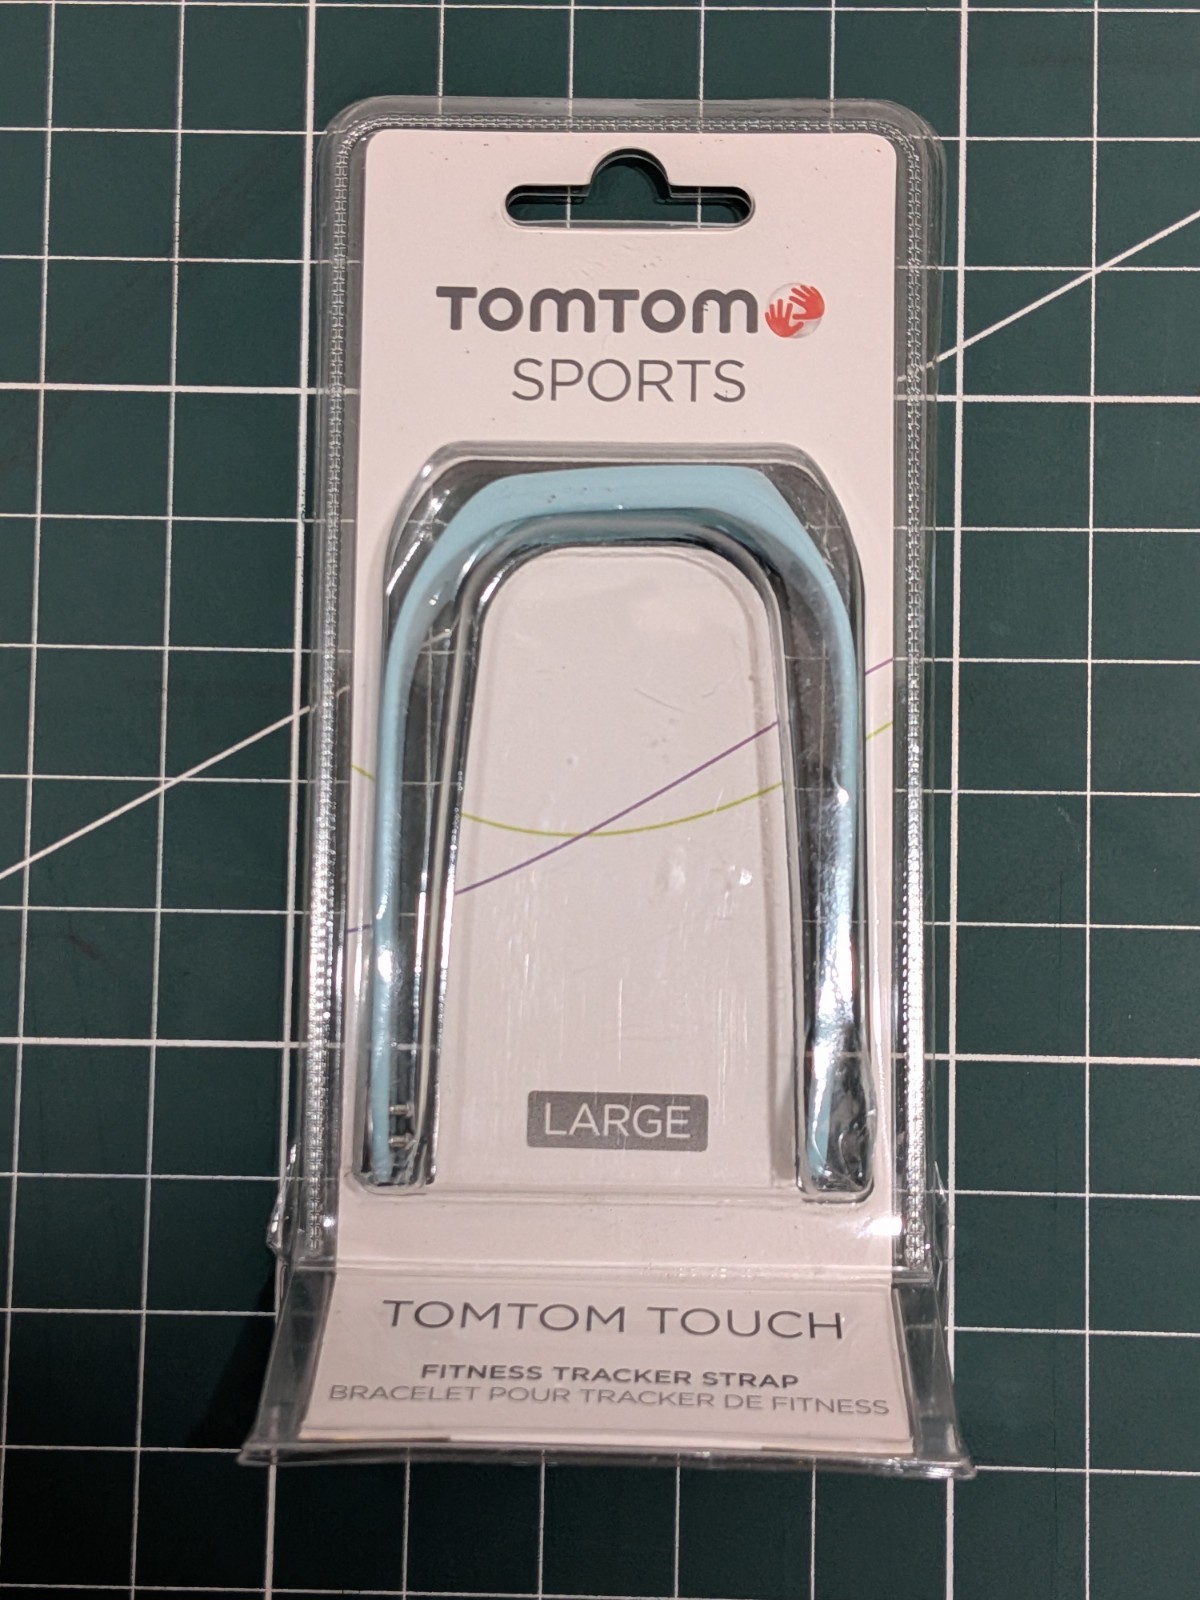 TOMTOM
SPORTS
LARGE
TOMTOM TOUCH
FITNESS TRACKER STRAP
BRACELET POUR TRACKER DE FITNESS